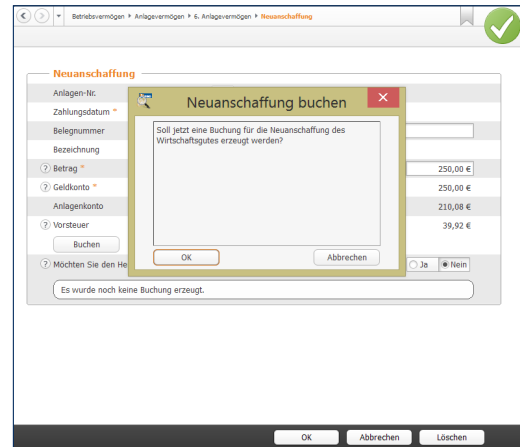 Betriebsvermögen ▸ Anlagevermögen ▸ 6. Anlagevermögen ▸ Neuanschaffung
Neuanschaffung
Anlagen-Nr.
Zahlungsdatum *
Belegnummer
Bezeichnung
? Betrag * 250,00 €
? Geldkonto * 250,00 €
Anlagenkonto 210,08 €
? Vorsteuer 39,92 €
Buchen
? Möchten Sie den He Ja Nein
Es wurde noch keine Buchung erzeugt.
Neuanschaffung buchen
Soll jetzt eine Buchung für die Neuanschaffung des
Wirtschaftsgutes erzeugt werden?
OK Abbrechen
OK Abbrechen Löschen